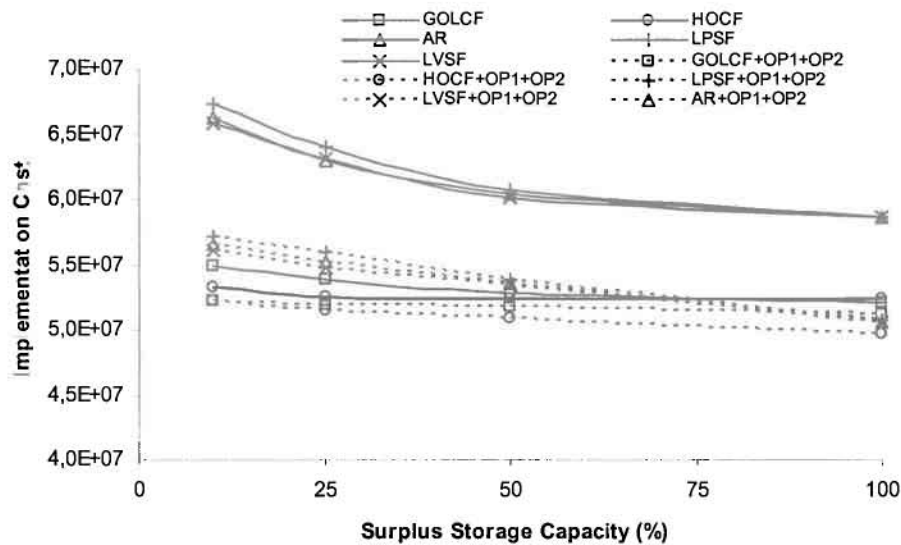 GOLCF
HOCF
AR
LPSF
LVSF
GOLCF+OP1+OP2
HOCF+OP1+OP2
LPSF+OP1+OP2
LVSF+OP1+OP2
AR+OP1+OP2
7,0E+07
6,5E+07
6,0E+07
5,5E+07
5,0E+07
4,5E+07
4,0E+07
0
25
50
75
100
Surplus Storage Capacity (%)